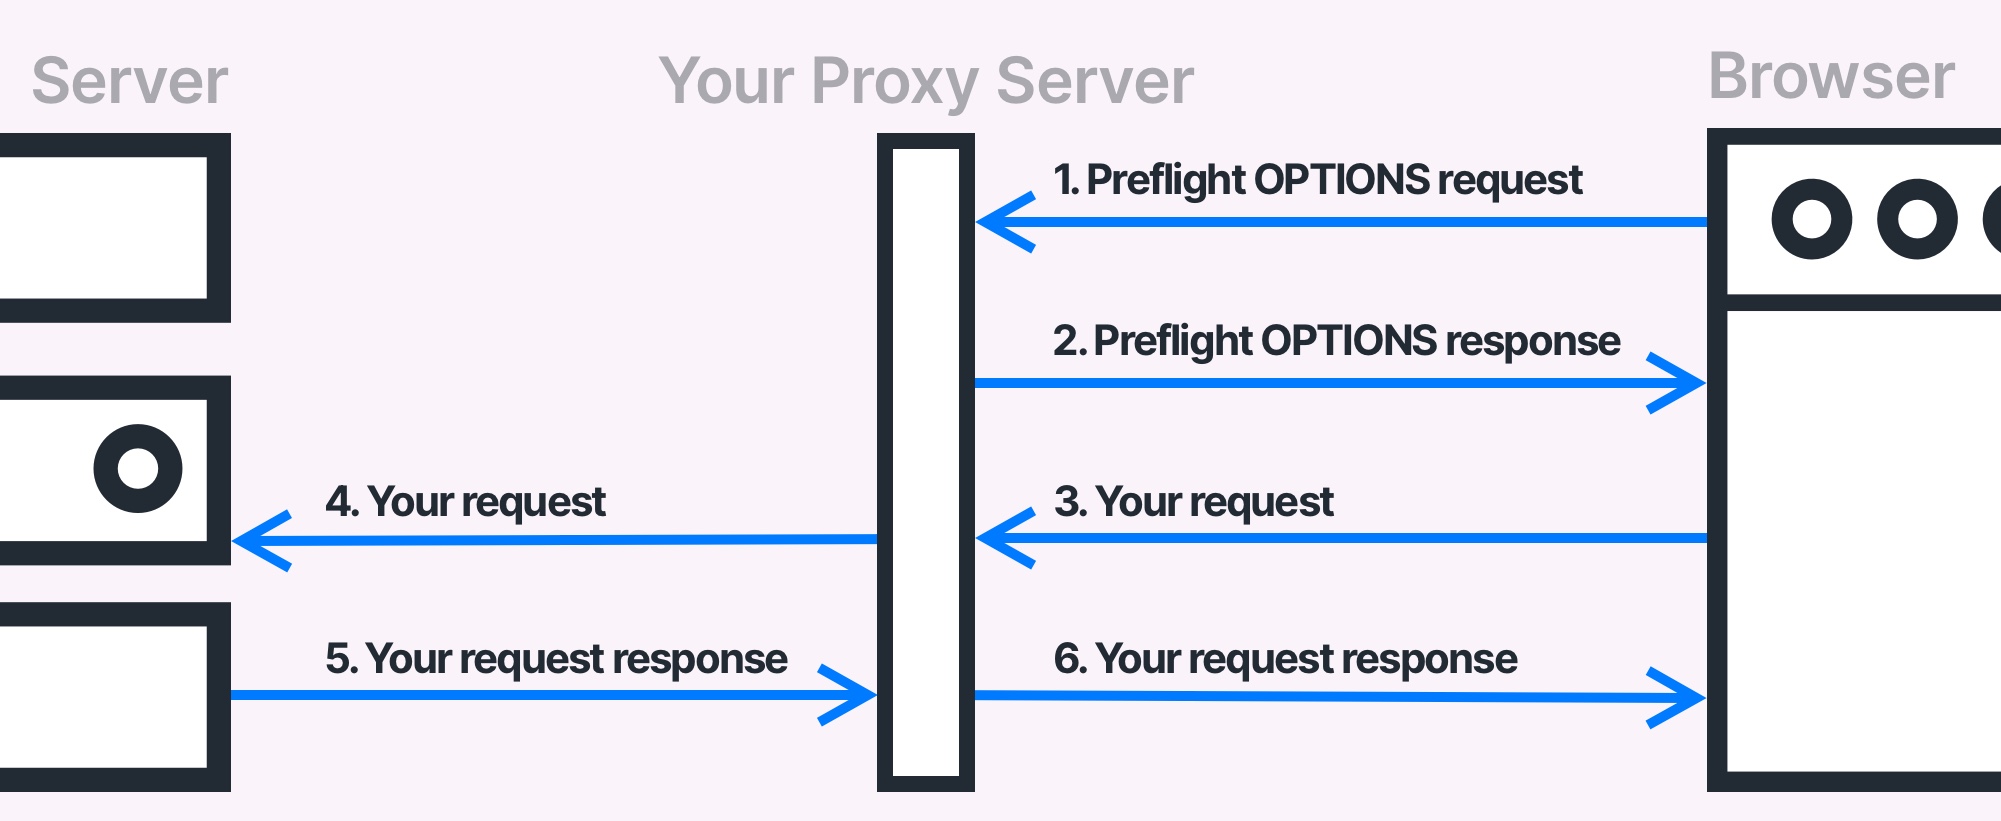 Server
Your Proxy Server
Browser
1. Preflight OPTIONS request
2. Preflight OPTIONS response
3. Your request
4. Your request
5. Your request response
6. Your request response